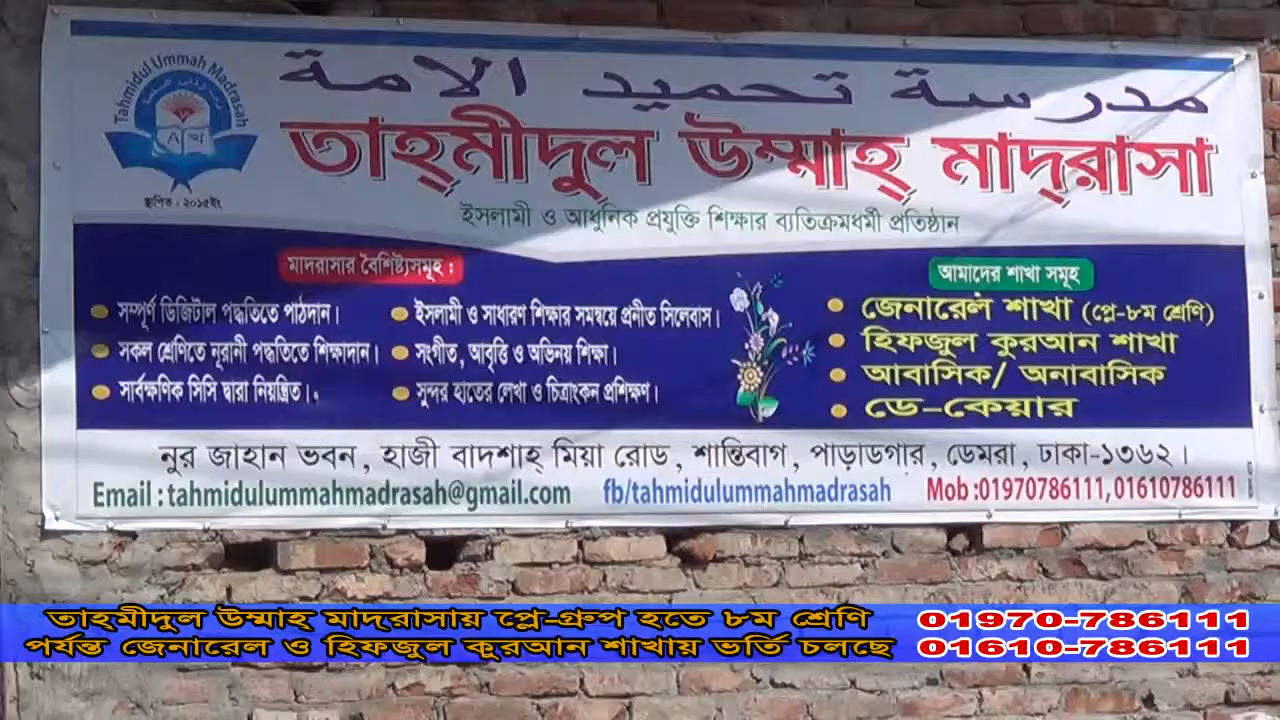 Tahmidul Ummah Madrasah
স্থাপিত : ২০১৫ইং
مدرسة تحميد الامة
তাহ্মীদুল উম্মাহ্ মাদ্‌রাসা
ইসলামী ও আধুনিক প্রযুক্তি শিক্ষার ব্যতিক্রমধর্মী প্রতিষ্ঠান
মাদরাসার বৈশিষ্ট্যসমূহ :
সম্পূর্ণ ডিজিটাল পদ্ধতিতে পাঠদান।
সকল শ্রেণিতে নূরানী পদ্ধতিতে শিক্ষাদান।
সার্বক্ষণিক সিসি দ্বারা নিয়ন্ত্রিত।
ইসলামী ও সাধারণ শিক্ষার সমন্বয়ে প্রনীত সিলেবাস।
সংগীত, আবৃত্তি ও অভিনয় শিক্ষা।
সুন্দর হাতের লেখা ও চিত্রাংকন প্রশিক্ষণ।
আমাদের শাখা সমূহ
জেনারেল শাখা (প্লে-৮ম শ্রেণি)
হিফজুল কুরআন শাখা
আবাসিক/ অনাবাসিক
ডে-কেয়ার
নুর জাহান ভবন, হাজী বাদশাহ্ মিয়া রোড, শান্তিবাগ, পাড়াডগার, ডেমরা, ঢাকা-১৩৬২।
Email : tahmidulummahmadrasah@gmail.com fb/tahmidulummahmadrasah Mob :01970786111, 01610786111
তাহমীদুল উম্মাহ মাদ্‌রাসায় প্লে-গ্রুপ হতে ৮ম শ্রেণি 01970-786111
পর্যন্ত জেনারেল ও হিফজুল কুরআন শাখায় ভর্তি চলছে 01610-786111